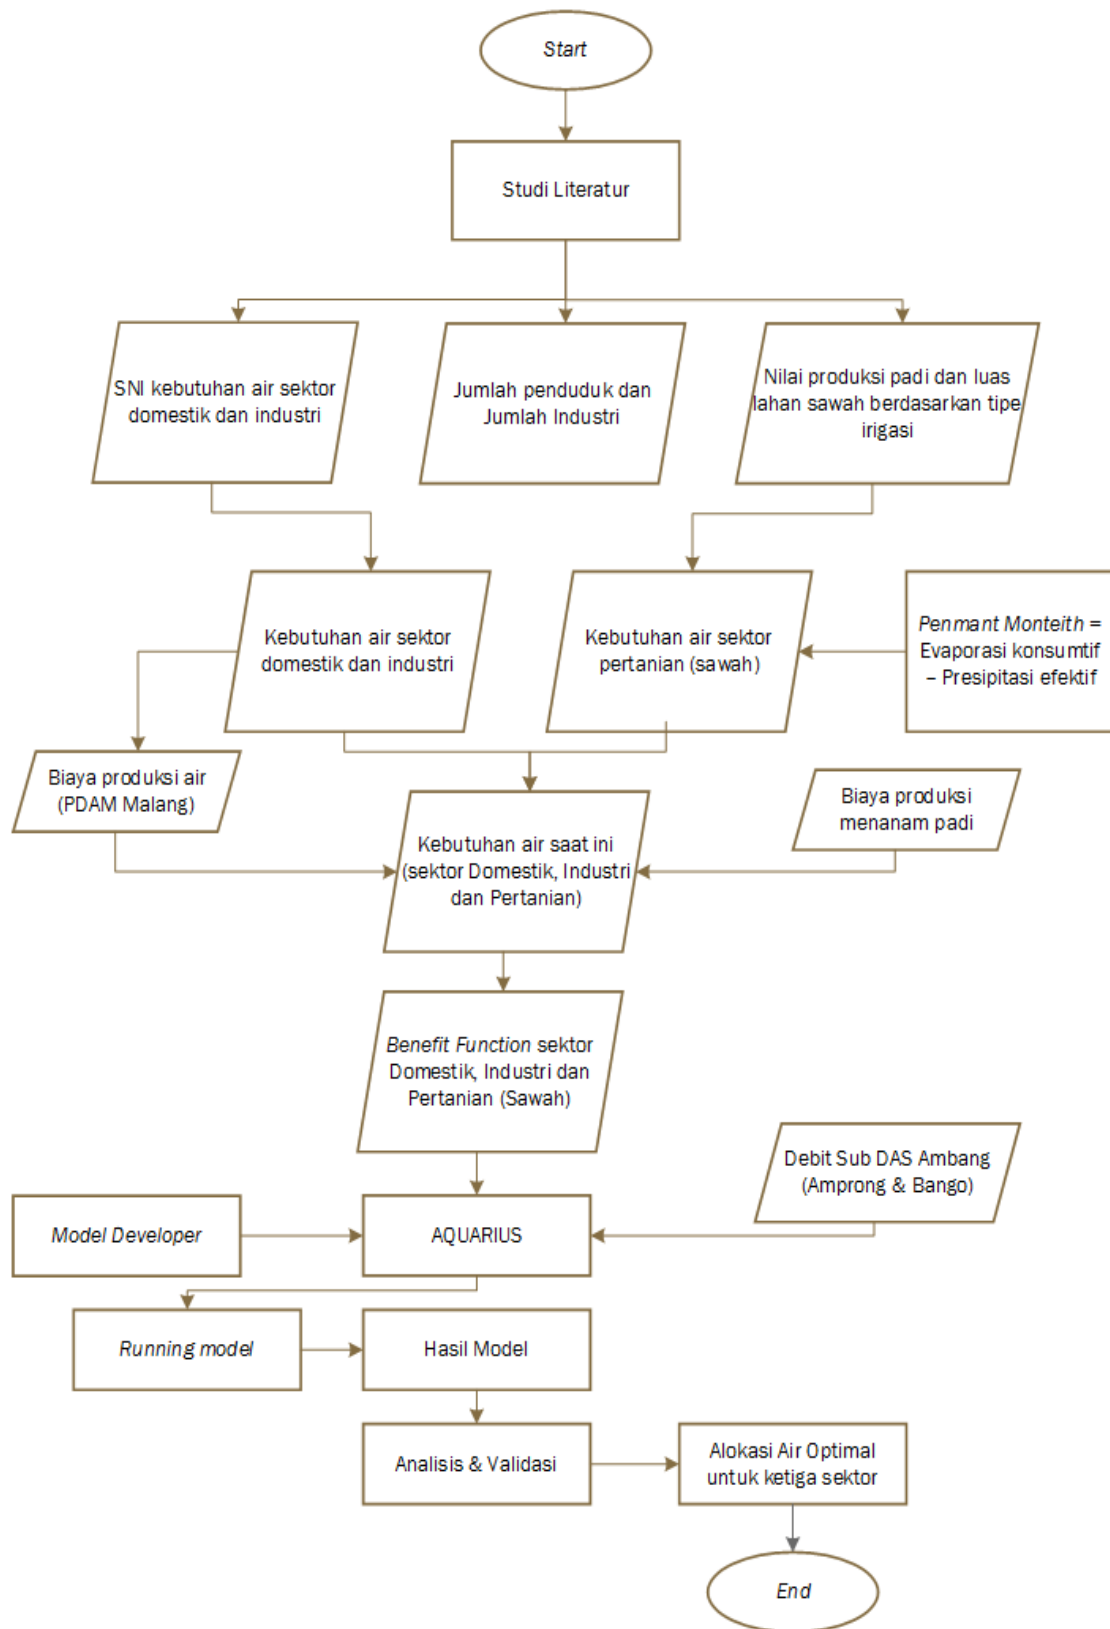 Start
Studi Literatur
SNI kebutuhan air sektor
domestik dan industri
Jumlah penduduk dan
Jumlah Industri
Nilai produksi padi dan luas
lahan sawah berdasarkan tipe
irigasi
Kebutuhan air sektor
domestik dan industri
Kebutuhan air sektor
pertanian (sawah)
Penmant Monteith =
Evaporasi konsumtif
– Presipitasi efektif
Biaya produksi air
(PDAM Malang)
Biaya produksi
menanam padi
Kebutuhan air saat ini
(sektor Domestik, Industri
dan Pertanian)
Benefit Function sektor
Domestik, Industri dan
Pertanian (Sawah)
Debit Sub DAS Ambang
(Amprong & Bango)
Model Developer
AQUARIUS
Running model
Hasil Model
Analisis & Validasi
Alokasi Air Optimal
untuk ketiga sektor
End